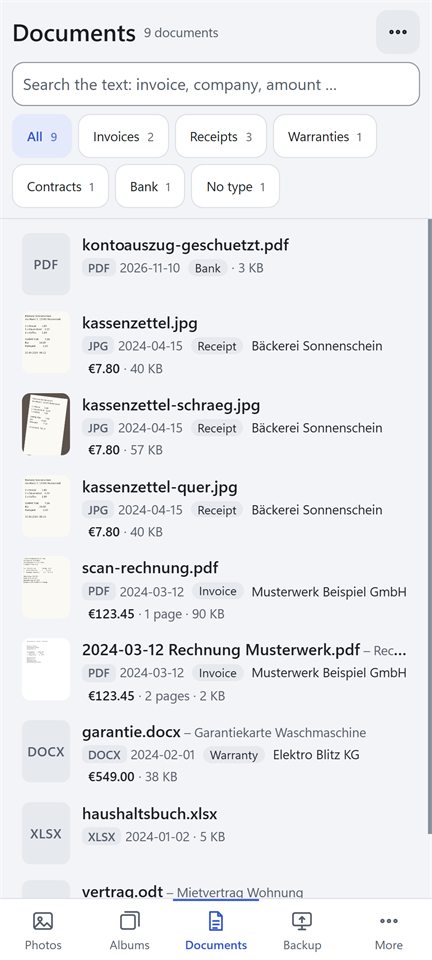 Documents 9 documents
Search the text: invoice, company, amount …
All 9 Invoices 2 Receipts 3 Warranties 1
Contracts 1 Bank 1 No type 1
PDF
kontoauszug-geschuetzt.pdf
PDF 2026-11-10 Bank · 3 KB
kassenzettel.jpg
JPG 2024-04-15 Receipt Bäckerei Sonnenschein
€7.80 · 40 KB
kassenzettel-schraeg.jpg
JPG 2024-04-15 Receipt Bäckerei Sonnenschein
€7.80 · 57 KB
kassenzettel-quer.jpg
JPG 2024-04-15 Receipt Bäckerei Sonnenschein
€7.80 · 40 KB
scan-rechnung.pdf
PDF 2024-03-12 Invoice Musterwerk Beispiel GmbH
€123.45 · 1 page · 90 KB
2024-03-12 Rechnung Musterwerk.pdf – Rec…
PDF 2024-03-12 Invoice Musterwerk Beispiel GmbH
€123.45 · 2 pages · 2 KB
DOCX
garantie.docx – Garantiekarte Waschmaschine
DOCX 2024-02-01 Warranty Elektro Blitz KG
€549.00 · 38 KB
XLSX
haushaltsbuch.xlsx
XLSX 2024-01-02 · 5 KB
vertrag.odt – Mietvertrag Wohnung
Photos Albums Documents Backup More